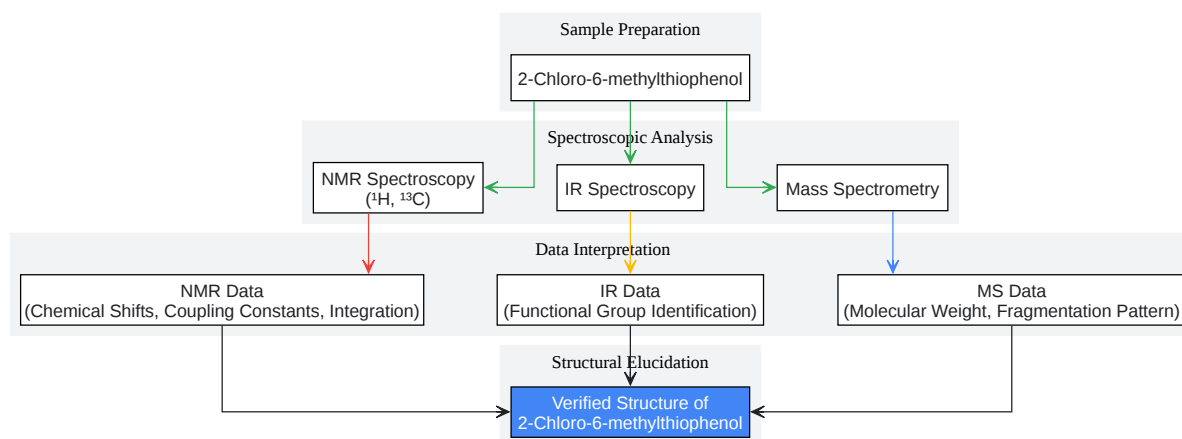 Sample Preparation
2-Chloro-6-methylthiophenol
Spectroscopic Analysis
NMR Spectroscopy
(¹H, ¹³C)
IR Spectroscopy
Mass Spectrometry
Data Interpretation
NMR Data
(Chemical Shifts, Coupling Constants, Integration)
IR Data
(Functional Group Identification)
MS Data
(Molecular Weight, Fragmentation Pattern)
Structural Elucidation
Verified Structure of
2-Chloro-6-methylthiophenol